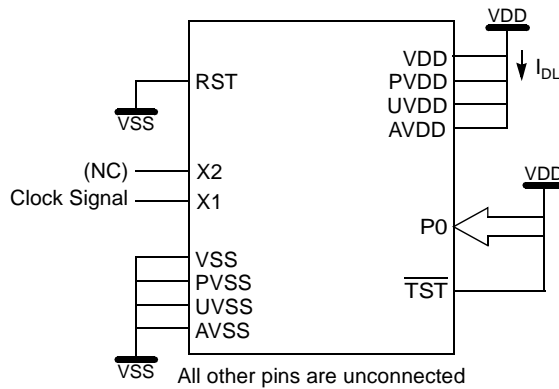 VDD
VDD
PVDD
UVDD
AVDD
IDL
RST
VSS
(NC)
X2
Clock Signal
X1
VDD
P0
TST
VSS
PVSS
UVSS
AVSS
VSS
All other pins are unconnected